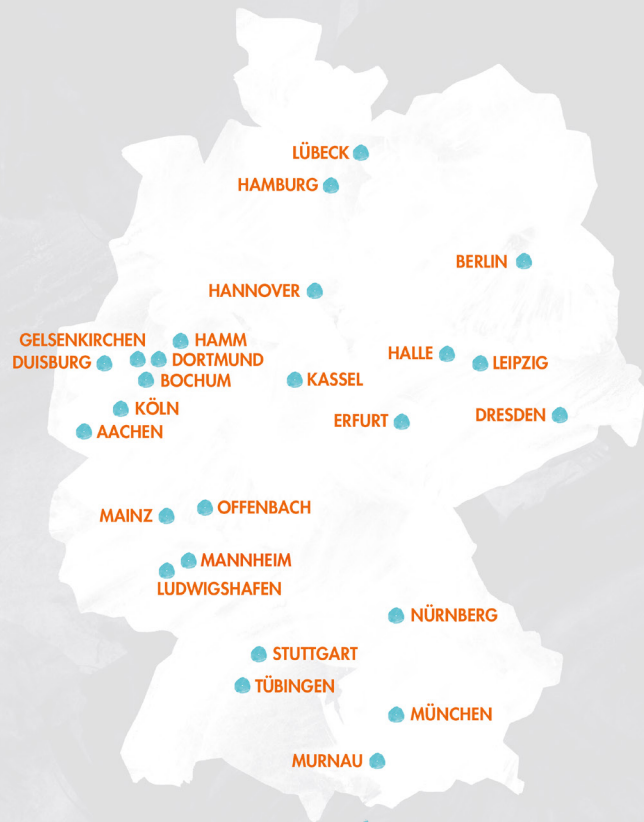 LÜBECK
HAMBURG
BERLIN
HANNOVER
GELSENKIRCHEN
HAMM
DUISBURG
DORTMUND
HALLE
LEIPZIG
BOCHUM
KASSEL
KÖLN
DRESDEN
ERFURT
AACHEN
OFFENBACH
MAINZ
MANNHEIM
LUDWIGSHAFEN
NÜRNBERG
STUTTGART
TÜBINGEN
MÜNCHEN
MURNAU